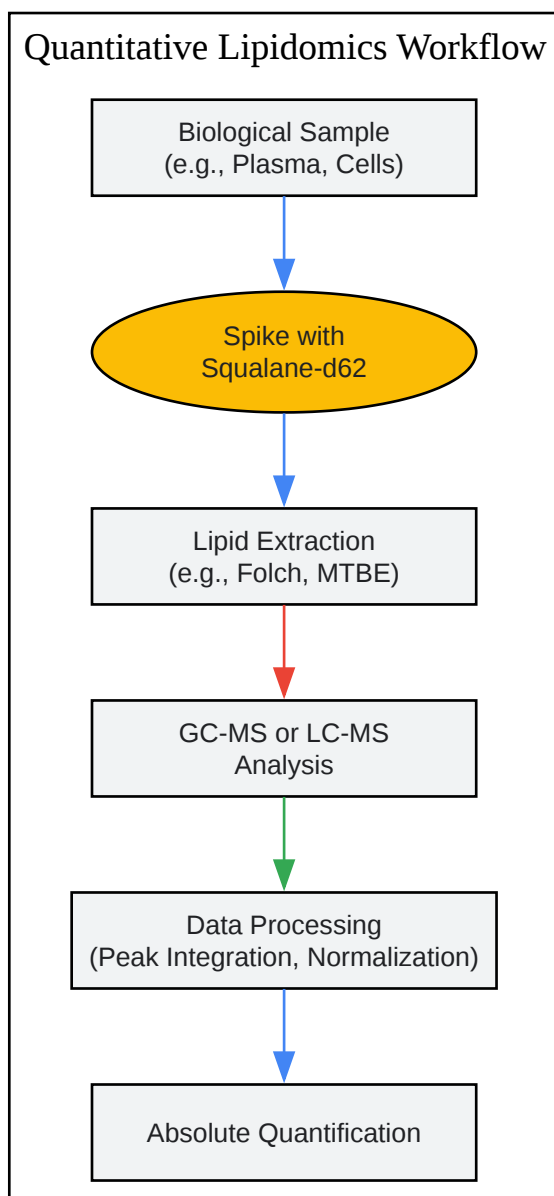 Quantitative Lipidomics Workflow
Biological Sample
(e.g., Plasma, Cells)
Spike with
Squalane-d62
Lipid Extraction
(e.g., Folch, MTBE)
GC-MS or LC-MS
Analysis
Data Processing
(Peak Integration, Normalization)
Absolute Quantification